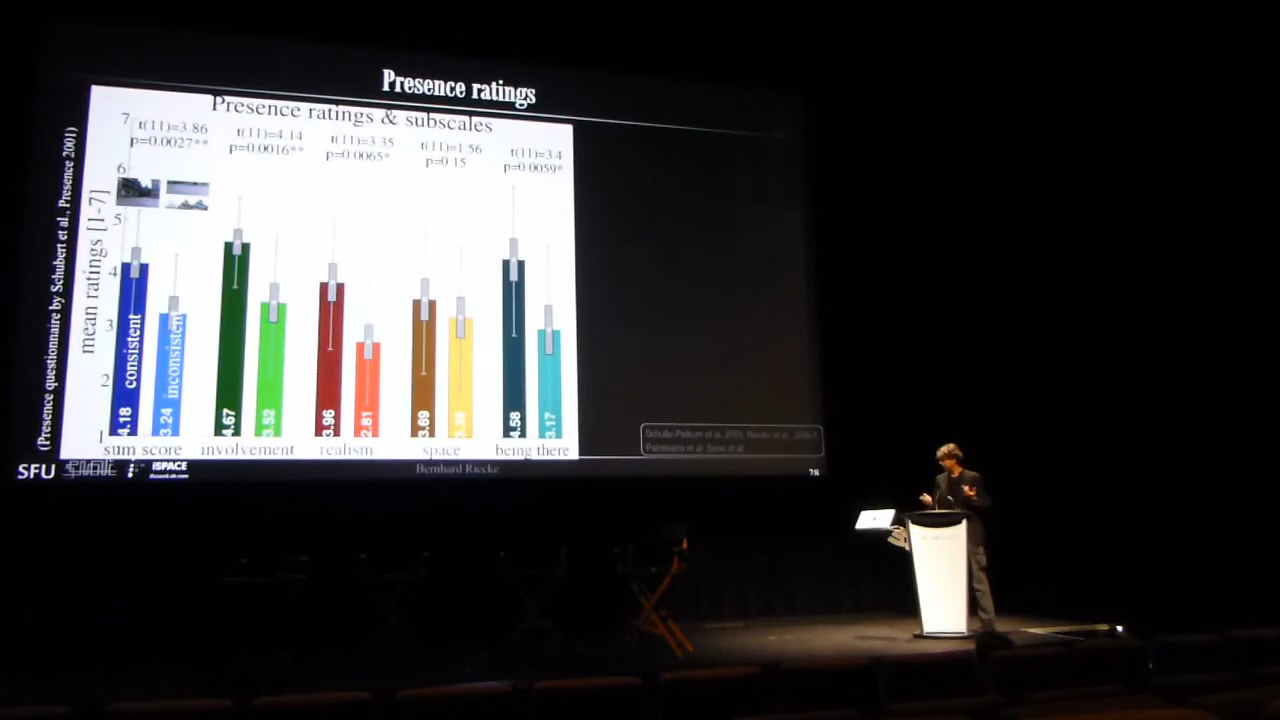 Presence ratings
Presence ratings & subscales
(Presence questionnaire by Schubert et al., Presence 2001)
mean ratings [1-7]
7
6
5
4
3
2
1
t(11)=3.86
p=0.0027**
t(11)=4.14
p=0.0016**
t(11)=3.35
p=0.0065*
t(11)=1.56
p=0.15
t(11)=3.4
p=0.0059*
consistent
inconsistent
4.18
3.24
4.67
3.52
3.96
2.81
3.69
4.58
3.17
sum score
involvement
realism
space
being there
SFU
iSPACE
Bernhard Riecke
28